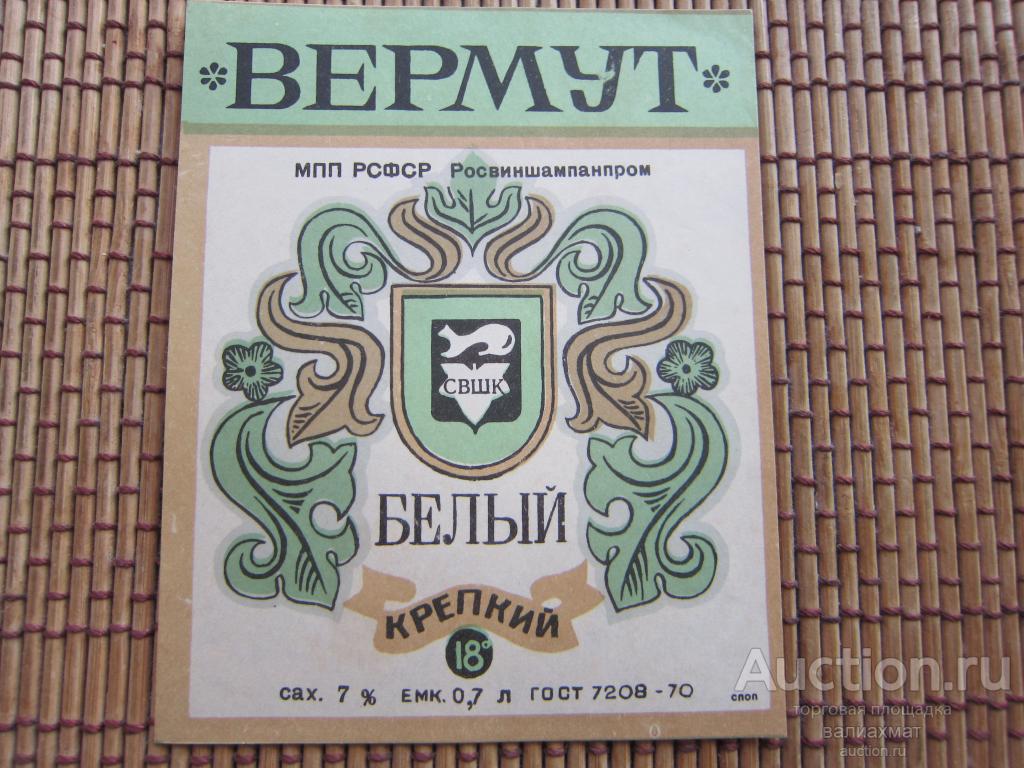 *ВЕРМУТ*
МПП РСФСР Росвиншампанпром
СВШК
БЕЛЫЙ
КРЕПКИЙ
18°
сах. 7 % ЕМК. 0,7 л ГОСТ 7208-70 спол
Auction.ru
торговая площадка
валиахмат
auction.ru